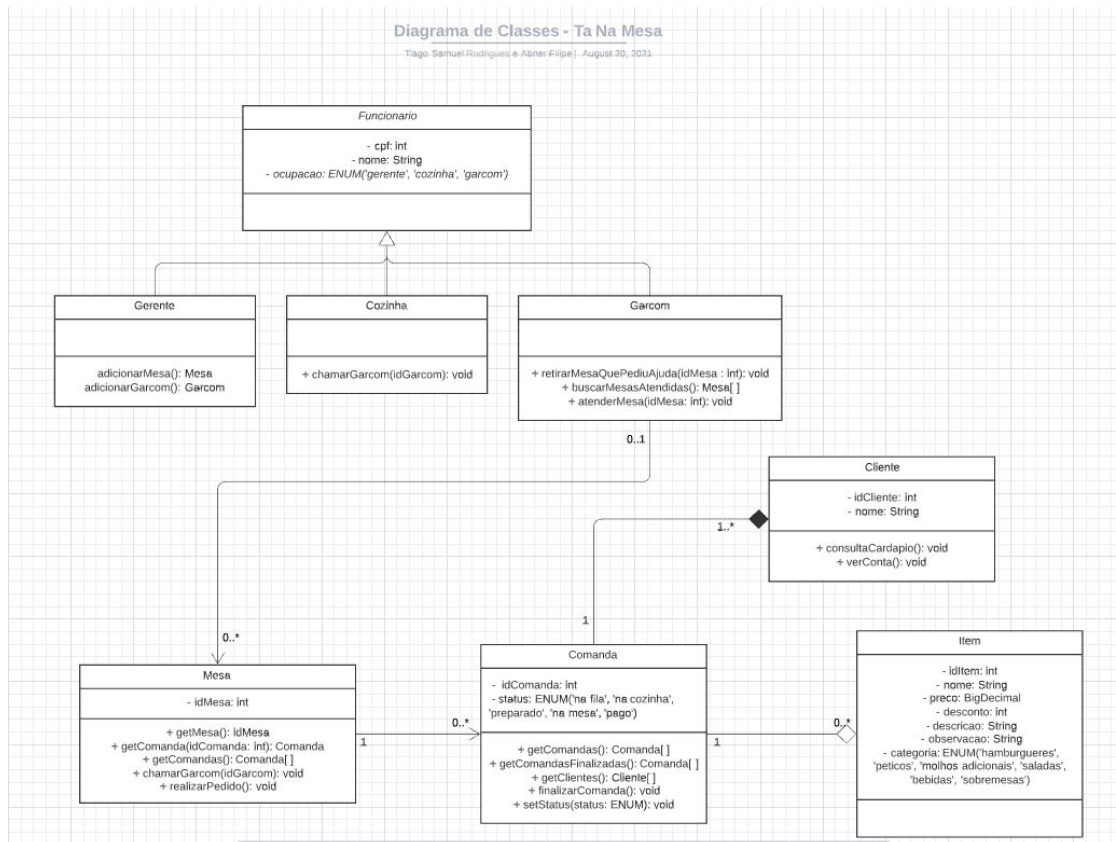 Diagrama de Classes - Ta Na Mesa
Tiago Samuel Rodrigues e Abner Filipe | August 20, 2021
Funcionario
- cpf: int
- nome: String
- ocupacao: ENUM('gerente', 'cozinha', 'garcom')
Gerente
adicionarMesa(): Mesa
adicionarGarcom(): Garcom
Cozinha
+ chamarGarcom(idGarcom): void
Garcom
+ retirarMesaQuePediuAjuda(idMesa : int): void
+ buscarMesasAtendidas(): Mesa[ ]
+ atenderMesa(idMesa: int): void
0..1
Cliente
- idCliente: int
- nome: String
+ consultaCardapio(): void
+ verConta(): void
1..*
1
0..*
Mesa
- idMesa: int
+ getMesa(): idMesa
+ getComanda(idComanda: int): Comanda
+ getComandas(): Comanda[ ]
+ chamarGarcom(idGarcom): void
+ realizarPedido(): void
1
0..*
Comanda
- idComanda: int
- status: ENUM('na fila', 'na cozinha',
'preparado', 'na mesa', 'pago')
+ getComandas(): Comanda[ ]
+ getComandasFinalizadas(): Comanda[ ]
+ getClientes(): Cliente[ ]
+ finalizarComanda(): void
+ setStatus(status: ENUM): void
1
0..*
Item
- idItem: int
- nome: String
- preco: BigDecimal
- desconto: int
- descricao: String
- observacao: String
- categoria: ENUM('hamburgueres',
'peticos', 'molhos adicionais', 'saladas',
'bebidas', 'sobremesas')